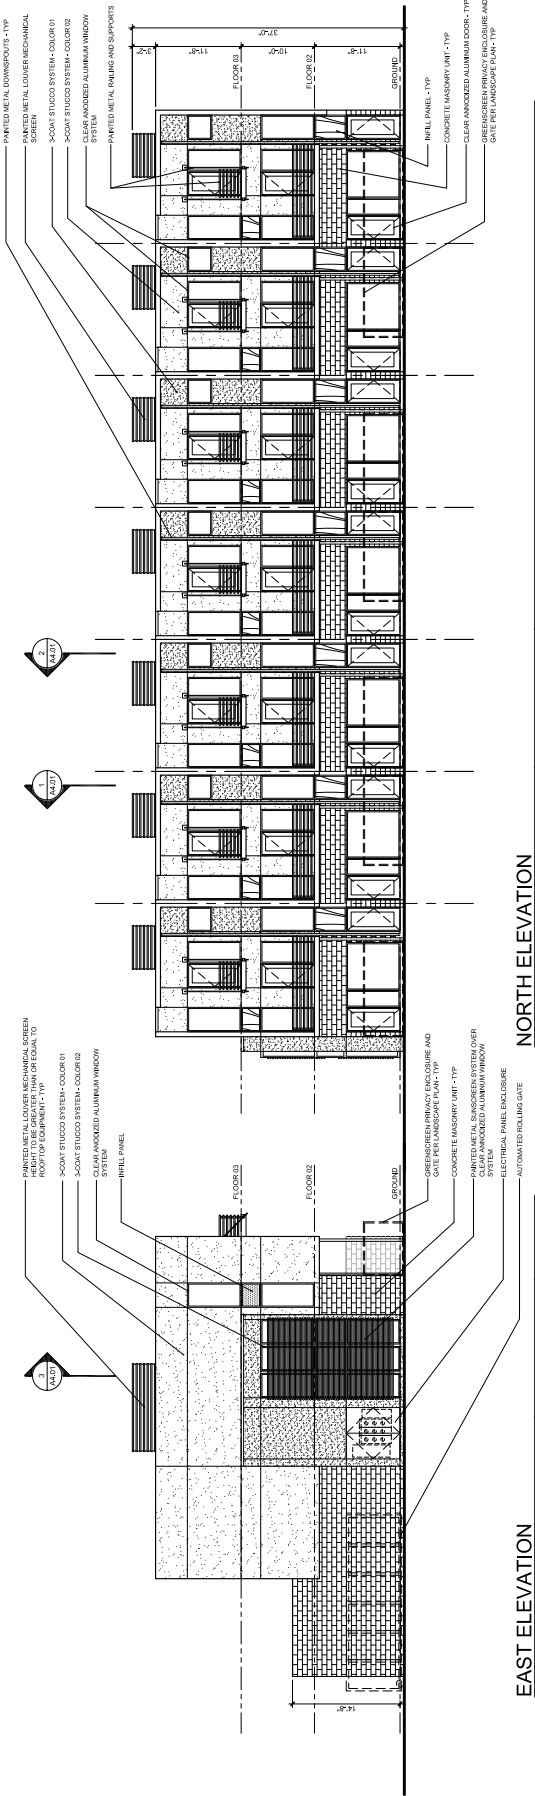 PAINTED METAL LOUVER MECHANICAL SCREEN
HEIGHT TO BE GREATER THAN OR EQUAL TO
ROOFTOP EQUIPMENT - TYP
3-COAT STUCCO SYSTEM - COLOR 01
3-COAT STUCCO SYSTEM - COLOR 02
CLEAR ANODIZED ALUMINUM WINDOW
SYSTEM
INFILL PANEL
3
A4.01
FLOOR 03
FLOOR 02
GROUND
14'-8"
GREENSCREEN PRIVACY ENCLOSURE AND
GATE PER LANDSCAPE PLAN - TYP
CONCRETE MASONRY UNIT - TYP
PAINTED METAL SUNSCREEN SYSTEM OVER
CLEAR ANNODIZED ALUMINUM WINDOW
SYSTEM
ELECTRICAL PANEL ENCLOSURE
AUTOMATED ROLLING GATE
EAST ELEVATION
PAINTED METAL DOWNSPOUTS - TYP
PAINTED METAL LOUVER MECHANICAL
SCREEN
3-COAT STUCCO SYSTEM - COLOR 01
3-COAT STUCCO SYSTEM - COLOR 02
CLEAR ANODIZED ALUMINUM WINDOW
SYSTEM
PAINTED METAL RAILING AND SUPPORTS
1
A4.01
2
A4.01
3'-2"
11'-8"
10'-0"
11'-8"
37'-0"
FLOOR 03
FLOOR 02
GROUND
INFILL PANEL - TYP
CONCRETE MASONRY UNIT - TYP
CLEAR ANNODIZED ALUMINUM DOOR - TYP
GREENSCREEN PRIVACY ENCLOSURE AND
GATE PER LANDSCAPE PLAN - TYP
NORTH ELEVATION